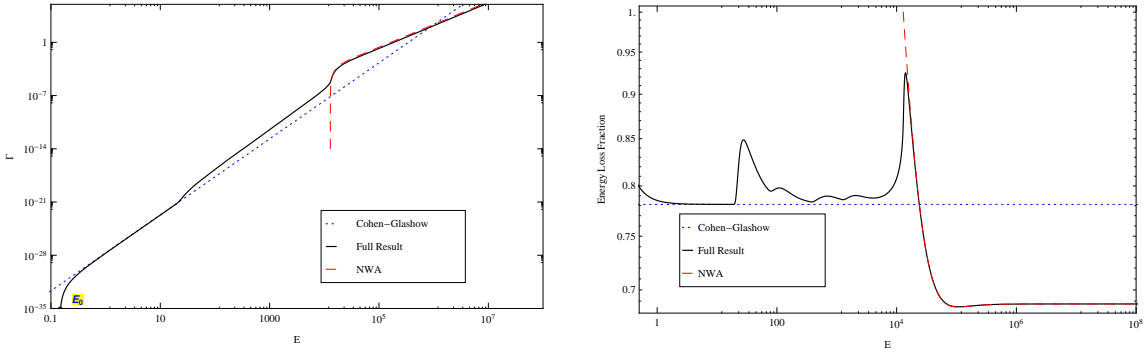 1
10^-7
10^-14
10^-21
10^-28
10^-35
Γ
0.1
10
1000
10^5
10^7
E
E_0
Cohen-Glashow
Full Result
NWA
1.
0.95
0.9
0.85
0.8
0.75
0.7
Energy Loss Fraction
1
100
10^4
10^6
10^8
E
Cohen-Glashow
Full Result
NWA